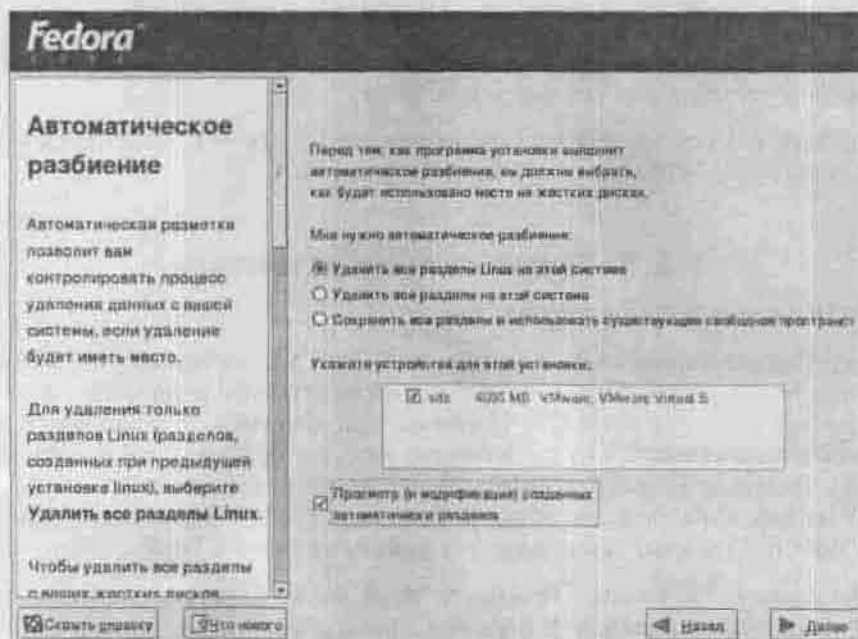 Fedora
CORE
Автоматическое
разбиение
Автоматическая разметка
позволит вам
контролировать процесс
удаления данных с вашей
системы, если удаление
будет иметь место.
Для удаления только
разделов Linux (разделов,
созданных при предыдущей
установке linux), выберите
Удалить все разделы Linux.
Чтобы удалить все разделы
с ваших жестких дисков
Перед тем, как программа установки выполнит
автоматическое разбиение, вы должны выбрать,
как будет использовано место на жестких дисках.
Мне нужно автоматическое разбиение:
Удалить все разделы Linux на этой системе
Удалить все разделы на этой системе
Сохранить все разделы и использовать существующее свободное пространст
Укажите устройства для этой установки:
sda MB VMware, VMware Virtual S
Просмотр (и модификация) созданных
автоматически разделов
Скрыть справку
Что нового
Назад
Далее